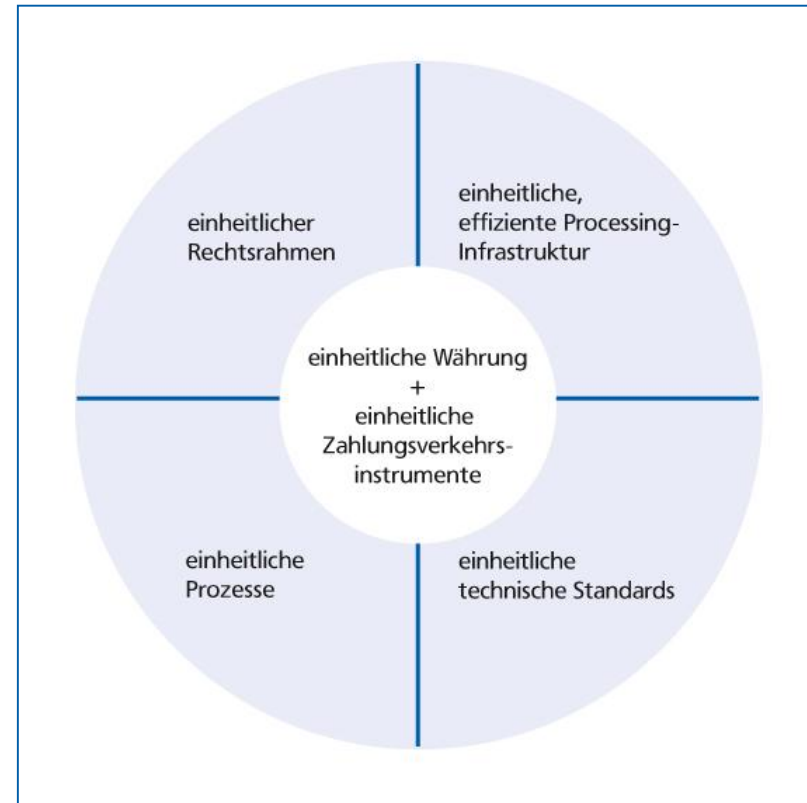 einheitlicher
Rechtsrahmen
einheitliche,
effiziente Processing-
Infrastruktur
einheitliche Währung
+
einheitliche
Zahlungsverkehrs-
instrumente
einheitliche
Prozesse
einheitliche
technische Standards